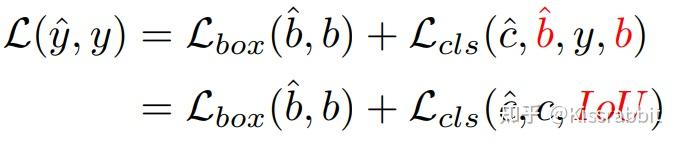 ℒ(ŷ, y) = ℒ_box(b̂, b) + ℒ_cls(ĉ, b̂, y, b)
= ℒ_box(b̂, b) + ℒ_cls(ĉ, c, IoU)
知乎 @Kissrabbit